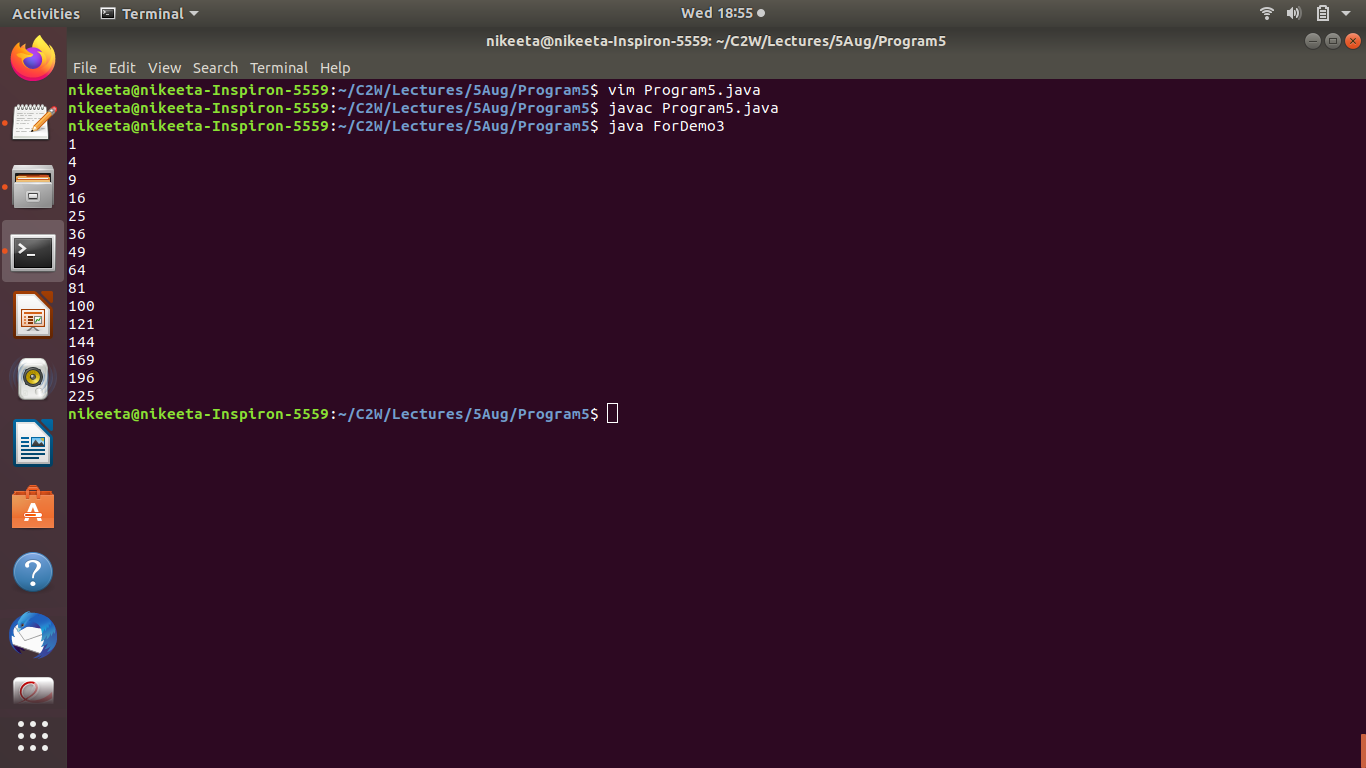 Activities Terminal Wed 18:55
nikeeta@nikeeta-Inspiron-5559: ~/C2W/Lectures/5Aug/Program5
File Edit View Search Terminal Help
nikeeta@nikeeta-Inspiron-5559:~/C2W/Lectures/5Aug/Program5$ vim Program5.java
nikeeta@nikeeta-Inspiron-5559:~/C2W/Lectures/5Aug/Program5$ javac Program5.java
nikeeta@nikeeta-Inspiron-5559:~/C2W/Lectures/5Aug/Program5$ java ForDemo3
1
4
9
16
25
36
49
64
81
100
121
144
169
196
225
nikeeta@nikeeta-Inspiron-5559:~/C2W/Lectures/5Aug/Program5$